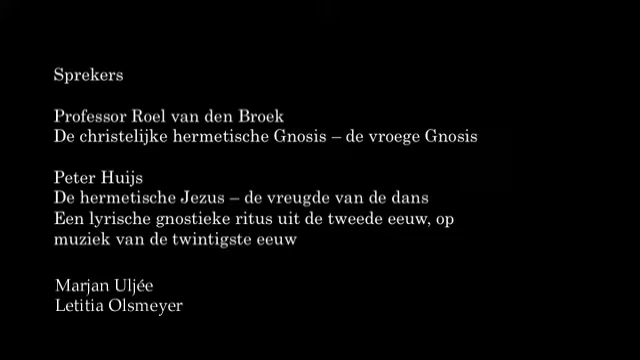 Sprekers
Professor Roel van den Broek
De christelijke hermetische Gnosis – de vroege Gnosis
Peter Huijs
De hermetische Jezus – de vreugde van de dans
Een lyrische gnostieke ritus uit de tweede eeuw, op
muziek van de twintigste eeuw
Marjan Uljée
Letitia Olsmeyer